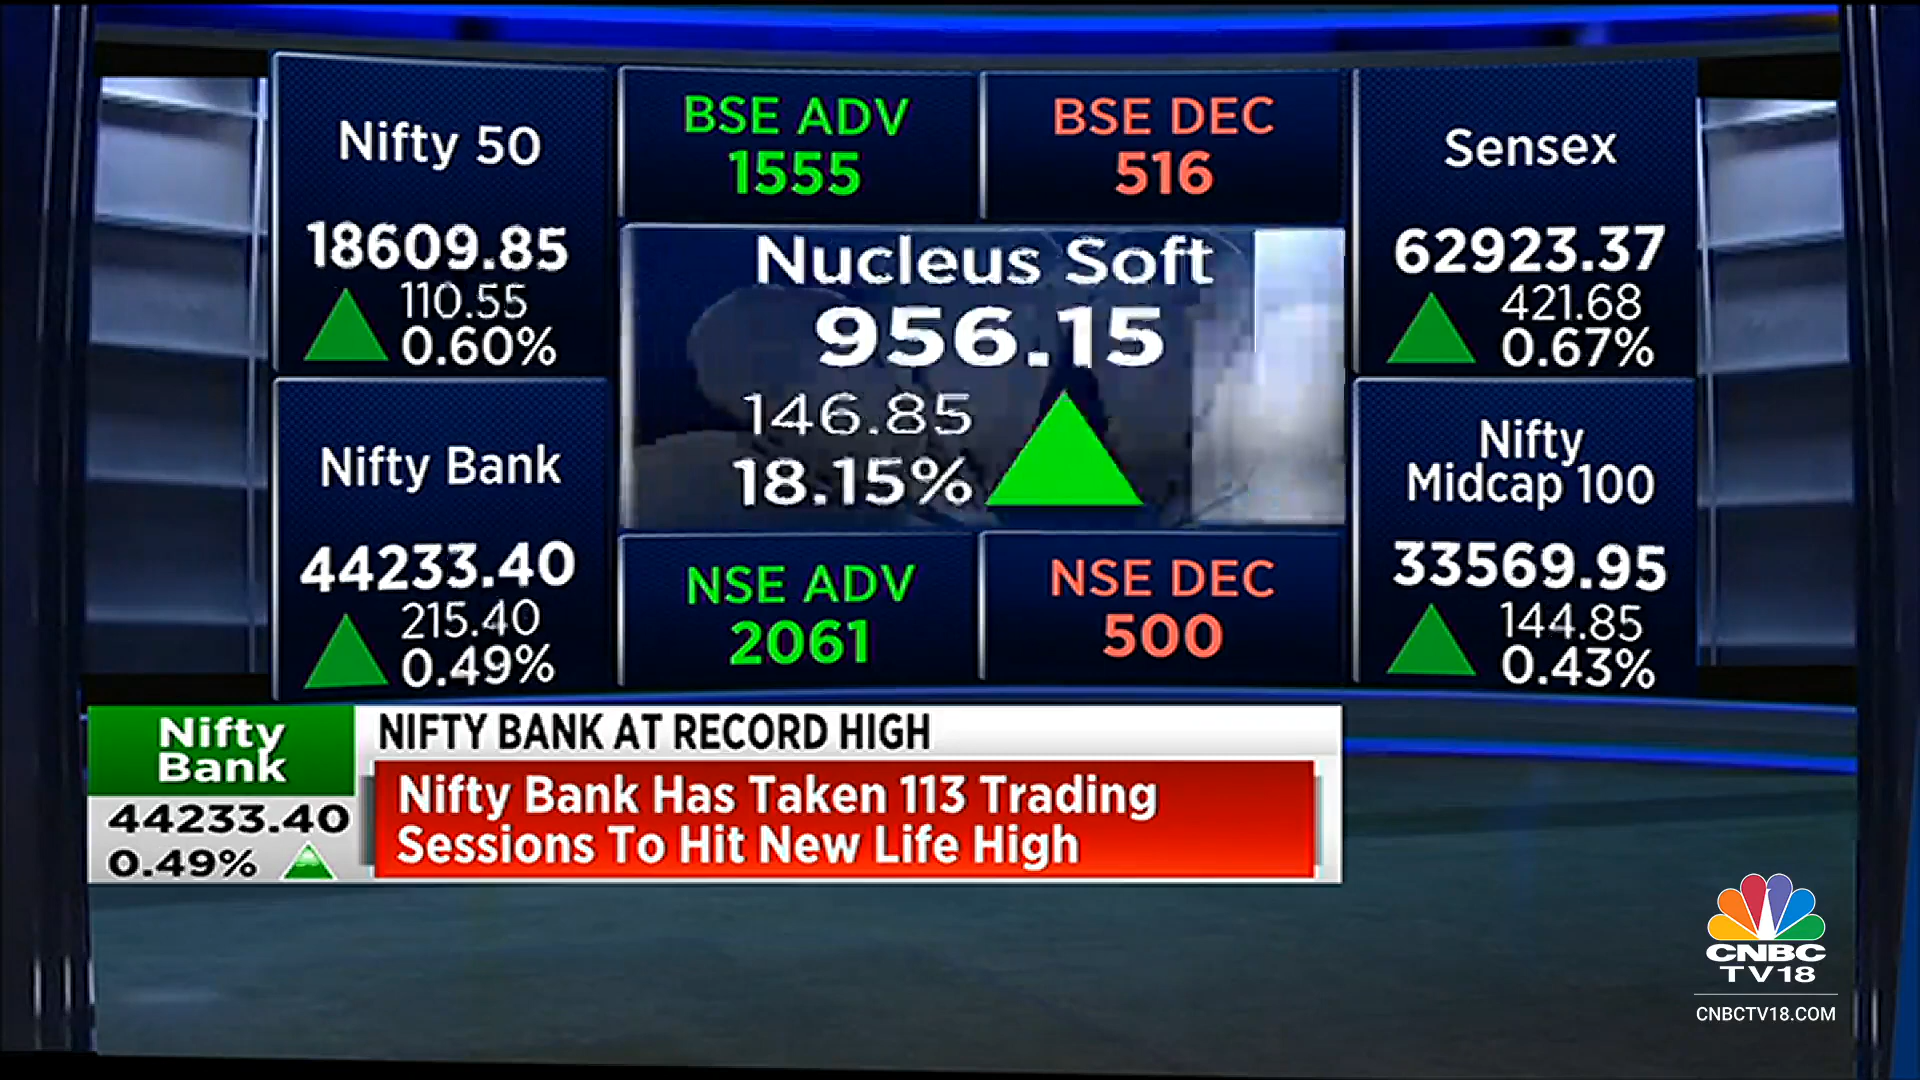 Nifty 50
18609.85
110.55
0.60%
BSE ADV
1555
BSE DEC
516
Sensex
62923.37
421.68
0.67%
Nucleus Soft
956.15
146.85
18.15%
Nifty Bank
44233.40
215.40
0.49%
NSE ADV
2061
NSE DEC
500
Nifty
Midcap 100
33569.95
144.85
0.43%
Nifty
Bank
44233.40
0.49%
NIFTY BANK AT RECORD HIGH
Nifty Bank Has Taken 113 Trading
Sessions To Hit New Life High
CNBC
TV18
CNBCTV18.COM